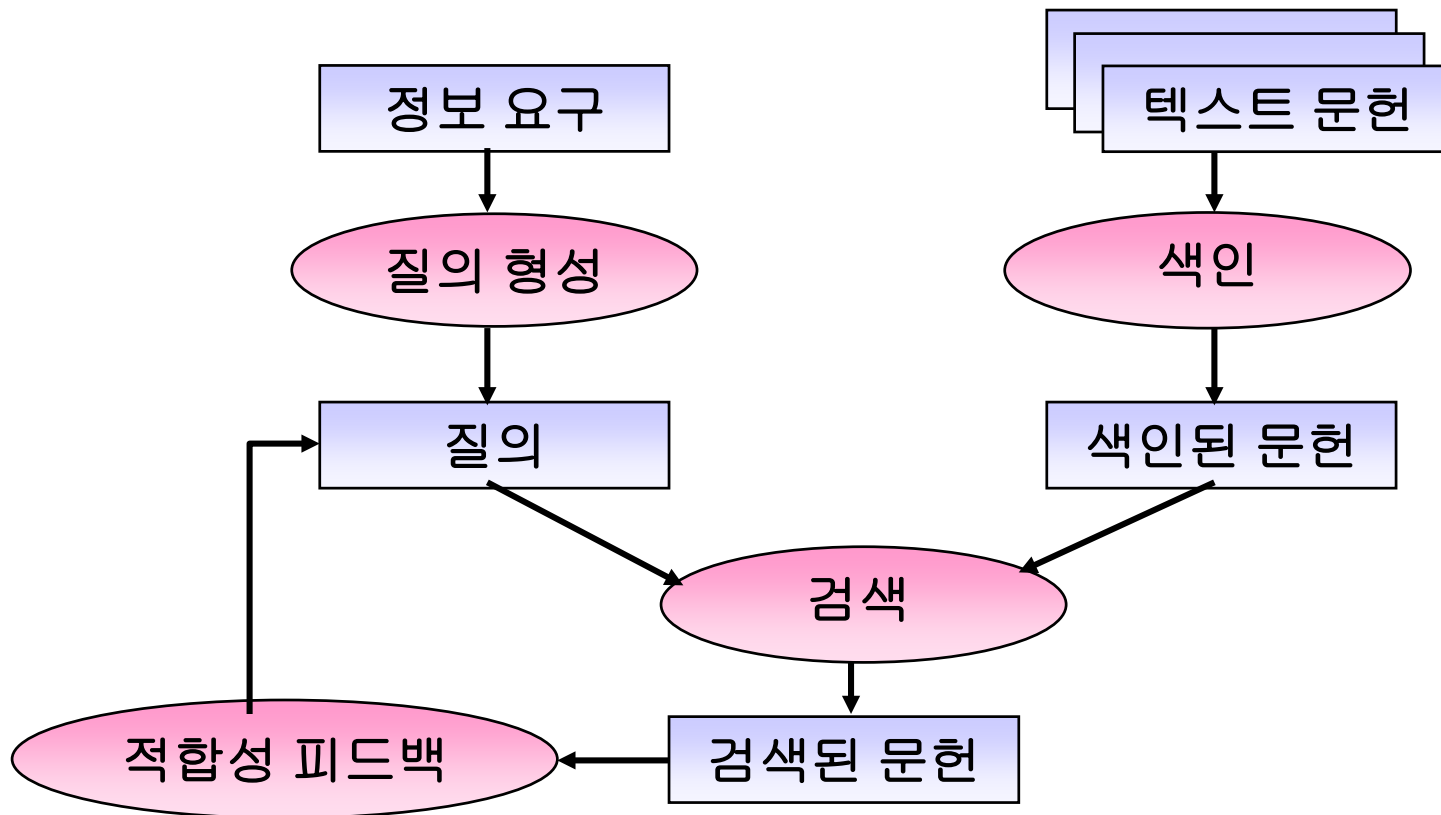 정보 요구
텍스트 문헌
질의 형성
색인
질의
색인된 문헌
검색
적합성 피드백
검색된 문헌